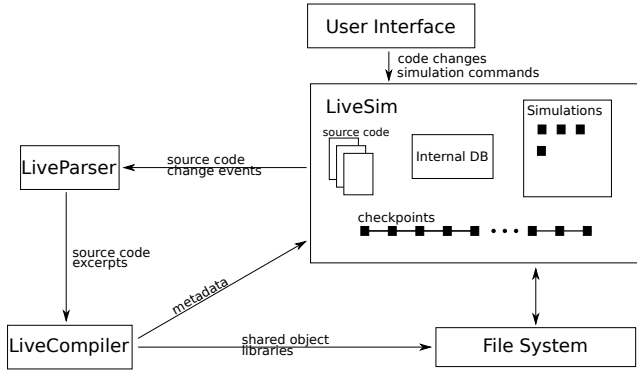 User Interface
code changes
simulation commands
LiveSim
Simulations
source code
Internal DB
LiveParser
source code
change events
checkpoints
source code
excerpts
metadata
LiveCompiler
shared object
libraries
File System